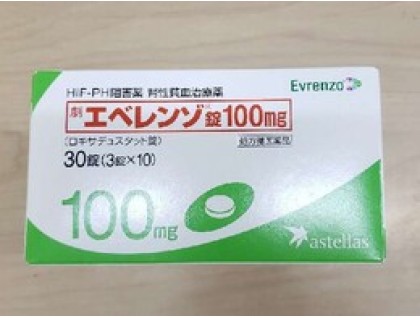 HIF-PH阻害薬 腎性貧血治療薬
Evrenzo
劇 エベレンゾ®錠100mg
(ロキサデュスタット錠)
30錠(3錠×10)
処方箋医薬品
100mg
astellas